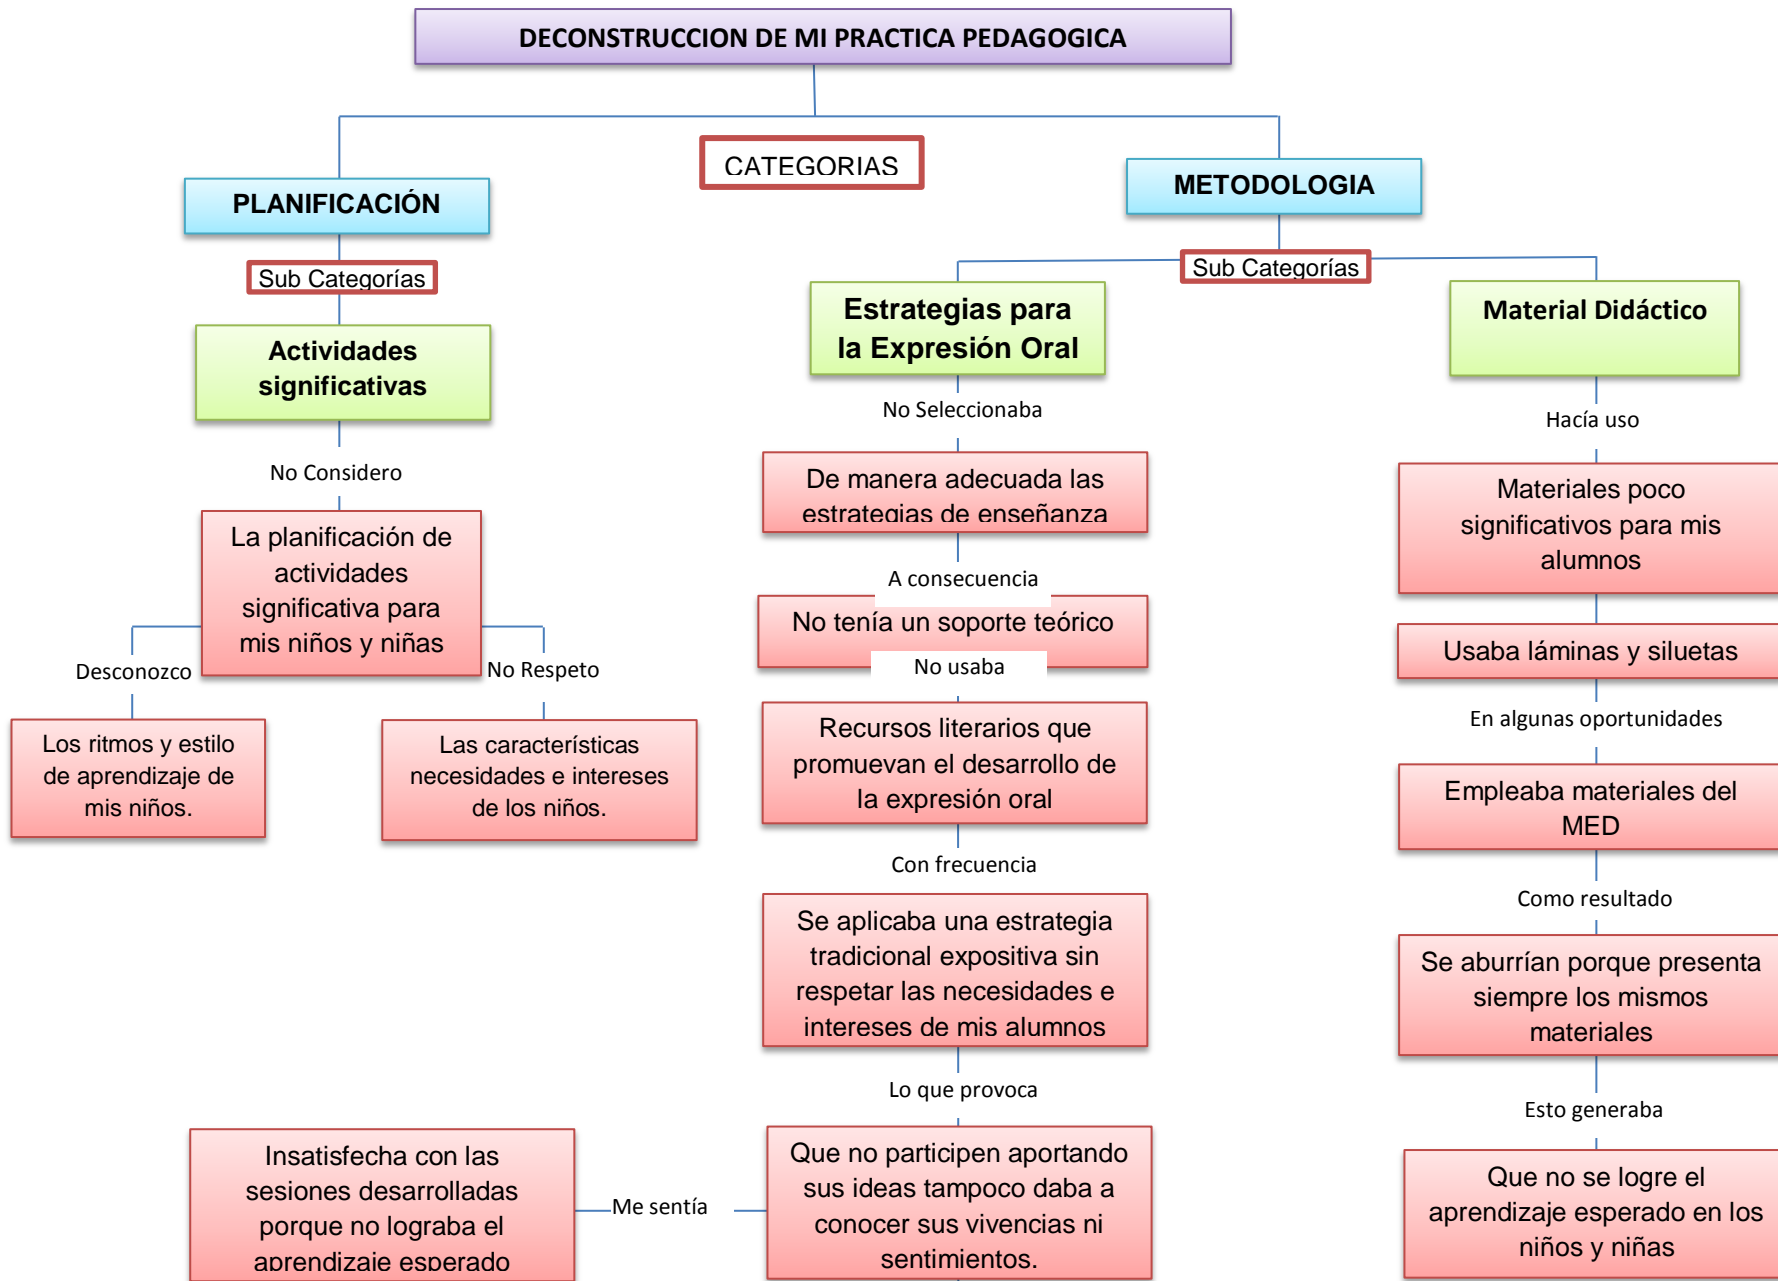 DECONSTRUCCION DE MI PRACTICA PEDAGOGICA
CATEGORIAS
PLANIFICACIÓN
Sub Categorías
Actividades
significativas
No Considero
La planificación de
actividades
significativa para
mis niños y niñas
Desconozco
No Respeto
Los ritmos y estilo
de aprendizaje de
mis niños.
Las características
necesidades e intereses
de los niños.
METODOLOGIA
Sub Categorías
Estrategias para
la Expresión Oral
No Seleccionaba
De manera adecuada las
estrategias de enseñanza
A consecuencia
No tenía un soporte teórico
No usaba
Recursos literarios que
promuevan el desarrollo de
la expresión oral
Con frecuencia
Se aplicaba una estrategia
tradicional expositiva sin
respetar las necesidades e
intereses de mis alumnos
Lo que provoca
Que no participen aportando
sus ideas tampoco daba a
conocer sus vivencias ni
sentimientos.
Me sentía
Insatisfecha con las
sesiones desarrolladas
porque no lograba el
aprendizaje esperado
Material Didáctico
Hacía uso
Materiales poco
significativos para mis
alumnos
Usaba láminas y siluetas
En algunas oportunidades
Empleaba materiales del
MED
Como resultado
Se aburrían porque presenta
siempre los mismos
materiales
Esto generaba
Que no se logre el
aprendizaje esperado en los
niños y niñas